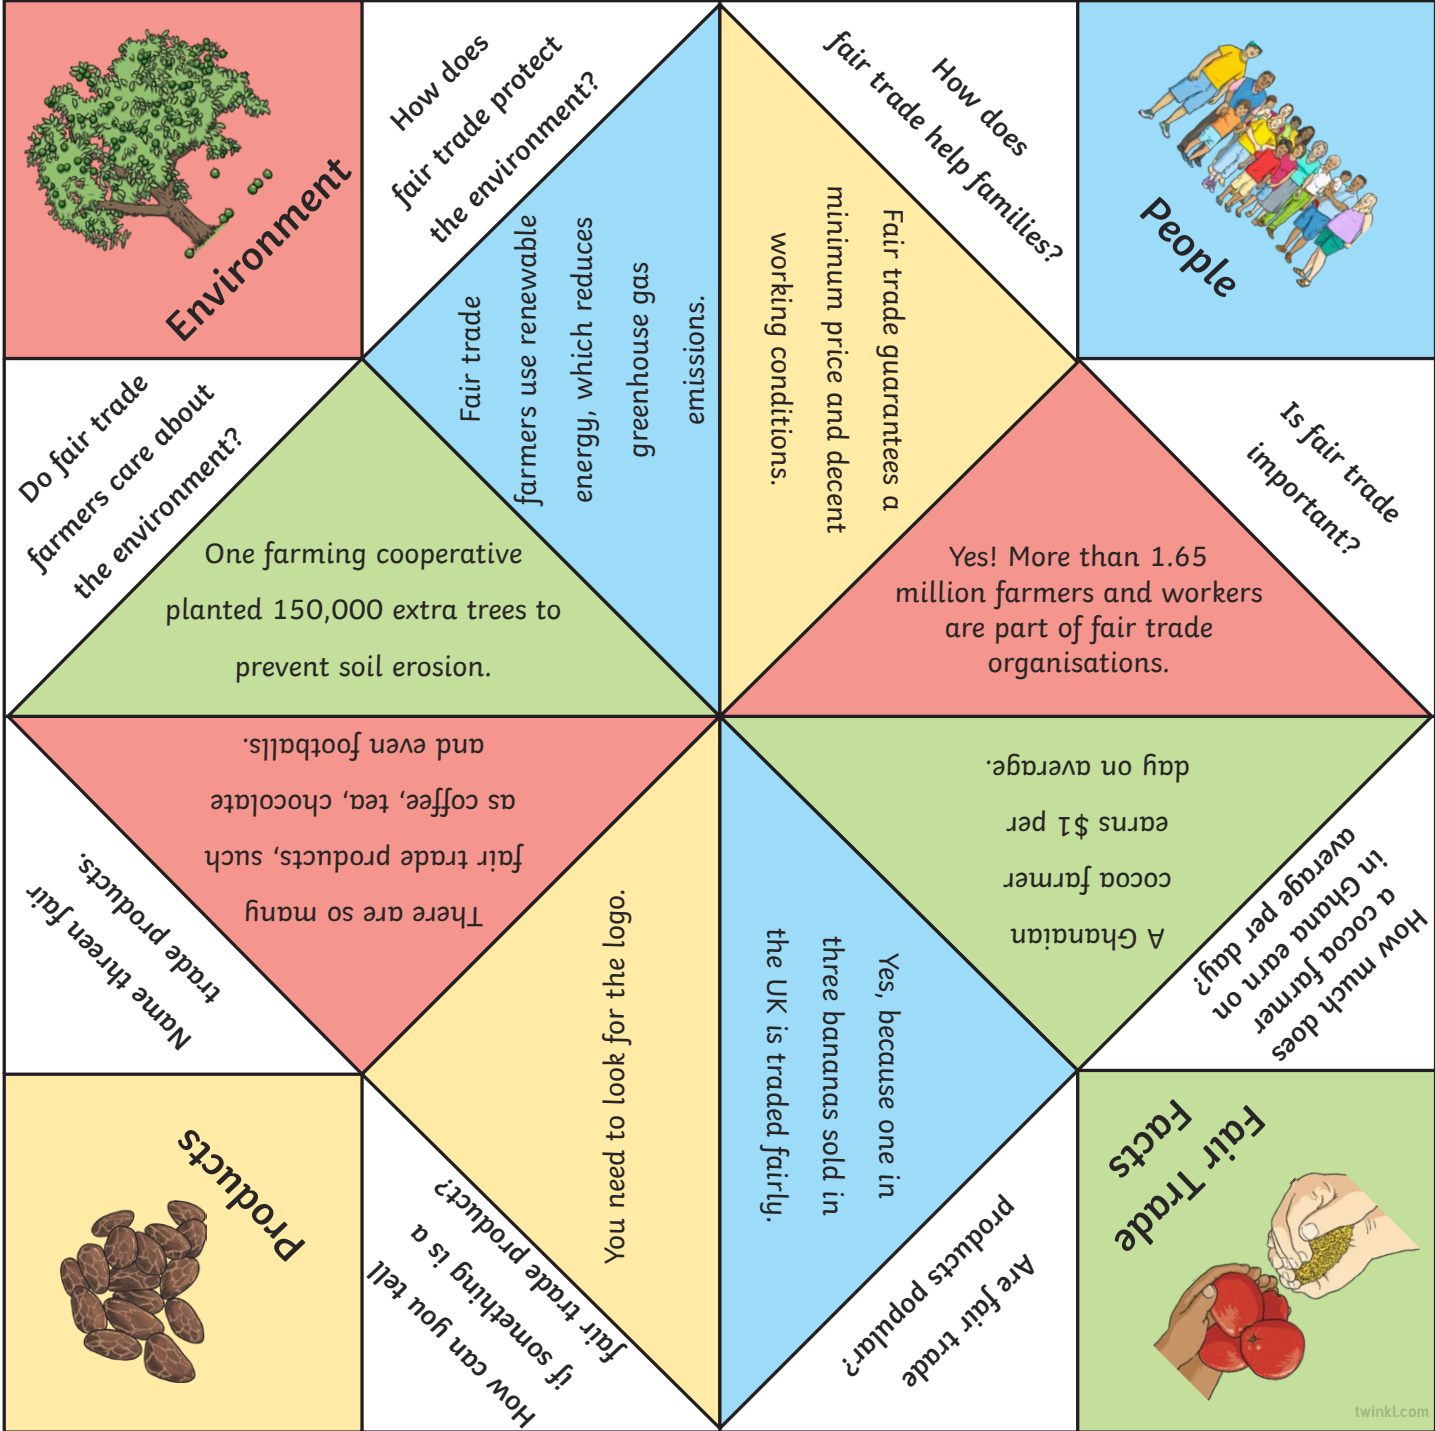 Environment
How does
fair trade protect
the environment?
Fair trade
farmers use renewable
energy, which reduces
greenhouse gas
emissions.
How does
fair trade help families?
Fair trade guarantees a
minimum price and decent
working conditions.
People
Do fair trade
farmers care about
the environment?
One farming cooperative
planted 150,000 extra trees to
prevent soil erosion.
Is fair trade
important?
Yes! More than 1.65
million farmers and workers
are part of fair trade
organisations.
Name three fair
trade products.
There are so many
fair trade products, such
as coffee, tea, chocolate
and even footballs.
How much does
a cocoa farmer
in Ghana earn on
average per day?
A Ghanaian
cocoa farmer
earns $1 per
day on average.
Products
How can you tell
if something is a
fair trade product?
You need to look for the logo.
Are fair trade
products popular?
Yes, because one in
three bananas sold in
the UK is traded fairly.
Fair Trade
Facts
twinkl.com